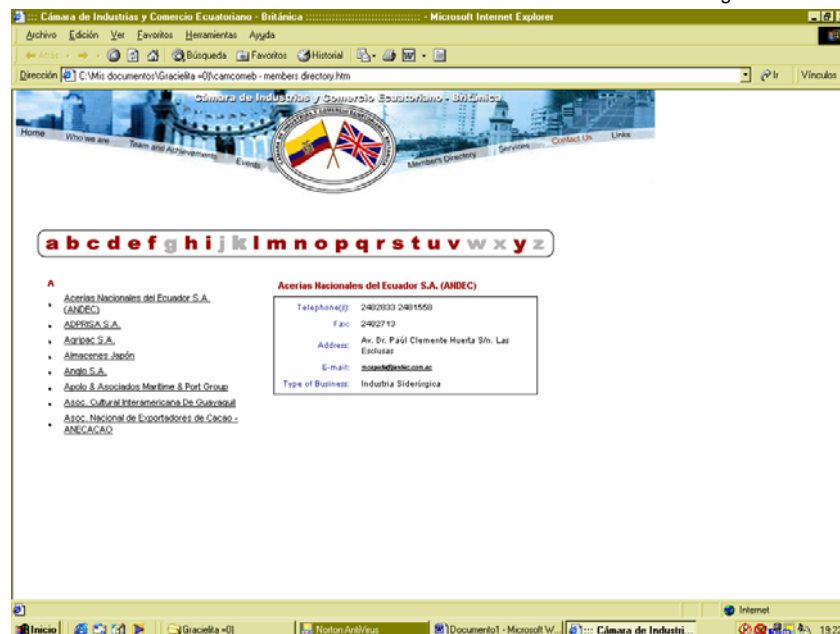 ::: Cámara de Industrias y Comercio Ecuatoriano - Británica :::::::::::::::::::::::::::::::::::::: - Microsoft Internet Explorer
Archivo Edición Ver Favoritos Herramientas Ayuda
Atrás Búsqueda Favoritos Historial
Dirección C:\Mis documentos\Gracielita =0)\camcomeb - members directory.htm Ir Vínculos
Cámara de Industrias y Comercio Ecuatoriano - Británica
Home Who we are Team and Achievements Events Members Directory Services Contact Us Links
a b c d e f g h i j k l m n o p q r s t u v w x y z
A
Acerias Nacionales del Ecuador S.A.
(ANDEC)
ADPRISA S.A.
Agripac S.A.
Almacenes Japón
Anglo S.A.
Apolo & Asociados Maritime & Port Group
Asoc. Cultural Interamericana De Guayaquil
Asoc. Nacional de Exportadores de Cacao -
ANECACAO
Acerias Nacionales del Ecuador S.A. (ANDEC)
Telephone(s): 2482833 2481558
Fax: 2482713
Address: Av. Dr. Paúl Clemente Huerta S/n. Las
Esclusas
E-mail:
Type of Business: Industria Siderúrgica
Internet
Inicio Gracielita =0) Norton AntiVirus Documento1 - Microsoft W... ::: Cámara de Industri...